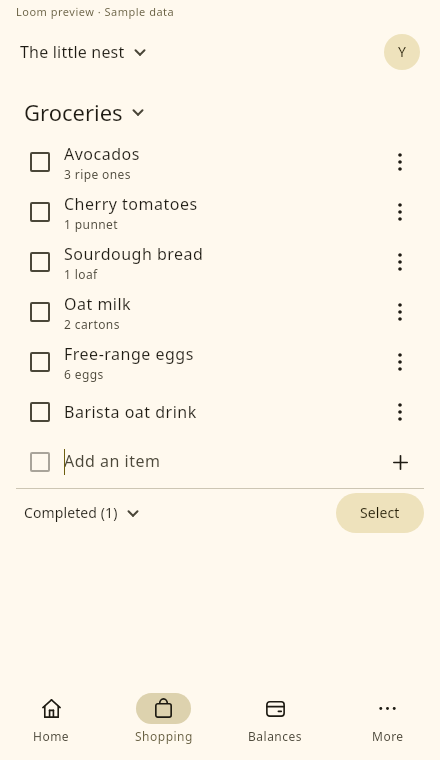 Loom preview · Sample data
The little nest
Y
Groceries
Avocados
3 ripe ones
Cherry tomatoes
1 punnet
Sourdough bread
1 loaf
Oat milk
2 cartons
Free-range eggs
6 eggs
Barista oat drink
Add an item
Completed (1)
Select
Home
Shopping
Balances
More